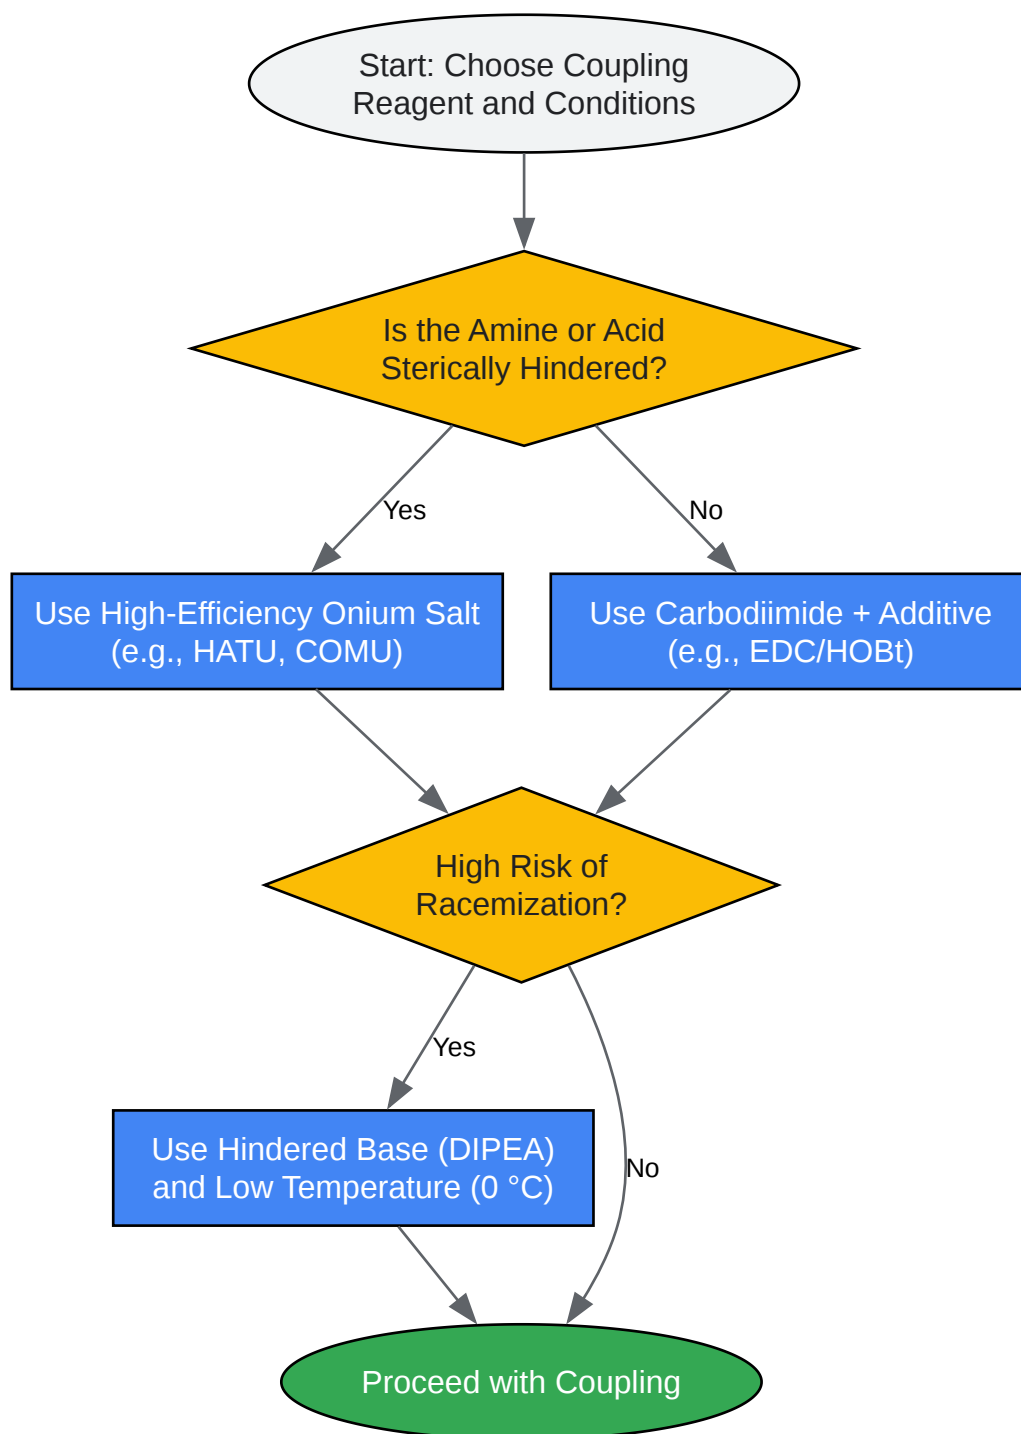 Start: Choose Coupling
Reagent and Conditions
Is the Amine or Acid
Sterically Hindered?
Yes
No
Use High-Efficiency Onium Salt
(e.g., HATU, COMU)
Use Carbodiimide + Additive
(e.g., EDC/HOBt)
High Risk of
Racemization?
Yes
Use Hindered Base (DIPEA)
and Low Temperature (0 °C)
No
Proceed with Coupling